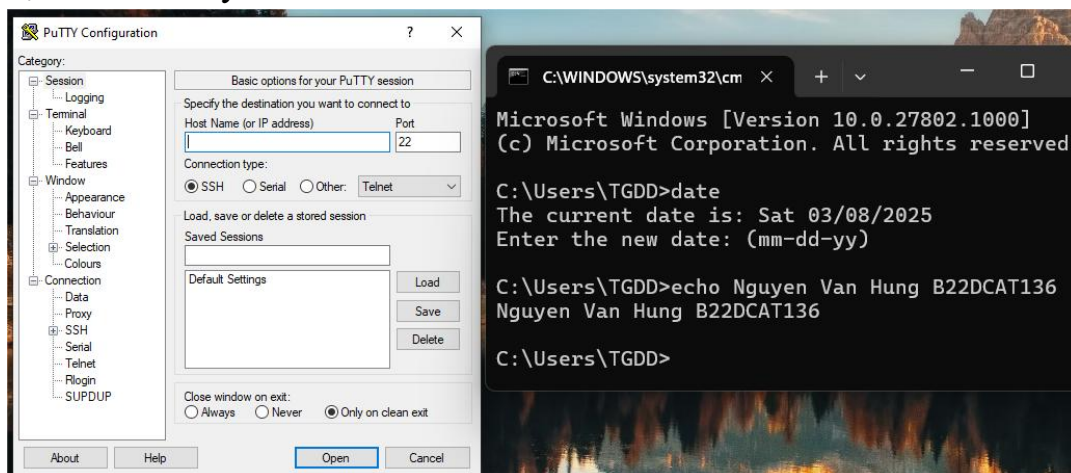 PuTTY Configuration
?
Category:
Session
Logging
Terminal
Keyboard
Bell
Features
Window
Appearance
Behaviour
Translation
Selection
Colours
Connection
Data
Proxy
SSH
Serial
Telnet
Rlogin
SUPDUP
Basic options for your PuTTY session
Specify the destination you want to connect to
Host Name (or IP address) Port
22
Connection type:
SSH Serial Other: Telnet
Load, save or delete a stored session
Saved Sessions
Default Settings
Load
Save
Delete
Close window on exit:
Always Never Only on clean exit
About Help Open Cancel
C:\WINDOWS\system32\cm
Microsoft Windows [Version 10.0.27802.1000]
(c) Microsoft Corporation. All rights reserved
C:\Users\TGDD>date
The current date is: Sat 03/08/2025
Enter the new date: (mm-dd-yy)
C:\Users\TGDD>echo Nguyen Van Hung B22DCAT136
Nguyen Van Hung B22DCAT136
C:\Users\TGDD>